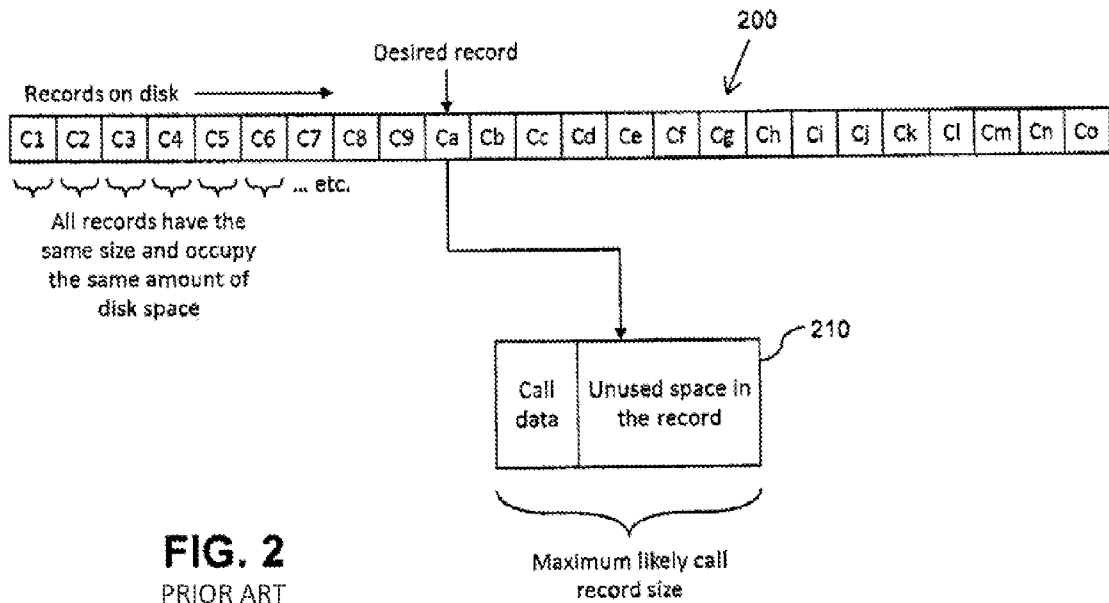 200
Desired record
Records on disk
C1 C2 C3 C4 C5 C6 C7 C8 C9 Ca Cb Cc Cd Ce Cf Cg Ch Ci Cj Ck Cl Cm Cn Co
... etc.
All records have the
same size and occupy
the same amount of
disk space
210
Call
data
Unused space in
the record
Maximum likely call
record size
FIG. 2
PRIOR ART